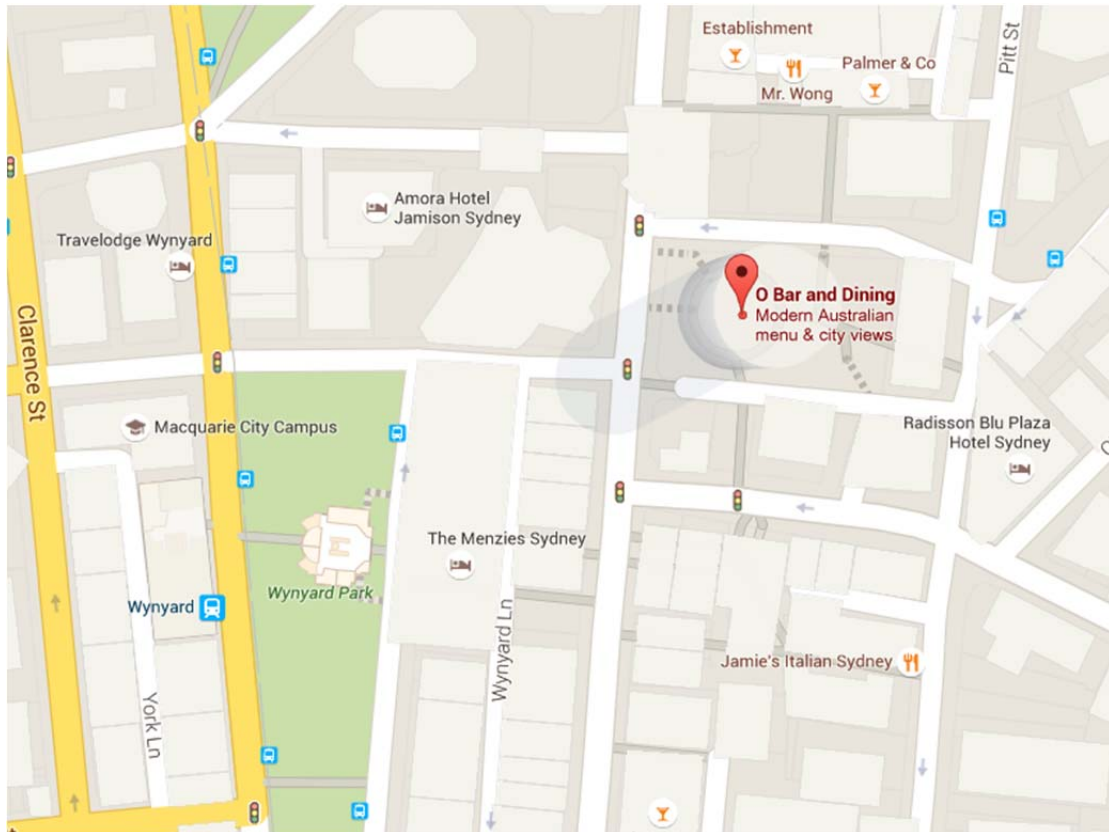 Establishment
Pitt St
Palmer & Co
Mr. Wong
Amora Hotel
Jamison Sydney
Travelodge Wynyard
O Bar and Dining
Modern Australian
menu & city views
Clarence St
Macquarie City Campus
Radisson Blu Plaza
Hotel Sydney
The Menzies Sydney
Wynyard Park
Wynyard
Wynyard Ln
Jamie's Italian Sydney
York Ln